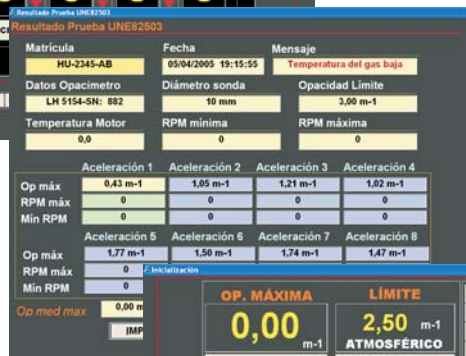 Resultado Prueba UNE82503
Resultado Prueba UNE82503
Matrícula Fecha Mensaje
HU-2345-AB 05/04/2005 19:15:55 Temperatura del gas baja
Datos Opacimetro Diámetro sonda Opacidad Límite
LH 5154-SN: 882 10 mm 3,00 m-1
Temperatura Motor RPM mínima RPM máxima
0,0 0 0
Aceleración 1 Aceleración 2 Aceleración 3 Aceleración 4
Op máx 0,43 m-1 1,05 m-1 1,21 m-1 1,02 m-1
RPM máx 0 0 0 0
Mín RPM 0 0 0 0
Aceleración 5 Aceleración 6 Aceleración 7 Aceleración 8
Op máx 1,77 m-1 1,50 m-1 1,74 m-1 1,47 m-1
RPM máx 0
Mín RPM 0
Op med max 0,00 m
IMP
Inicialización
OP. MÁXIMA LÍMITE
0,00 m-1 2,50 m-1
ATMOSFÉRICO